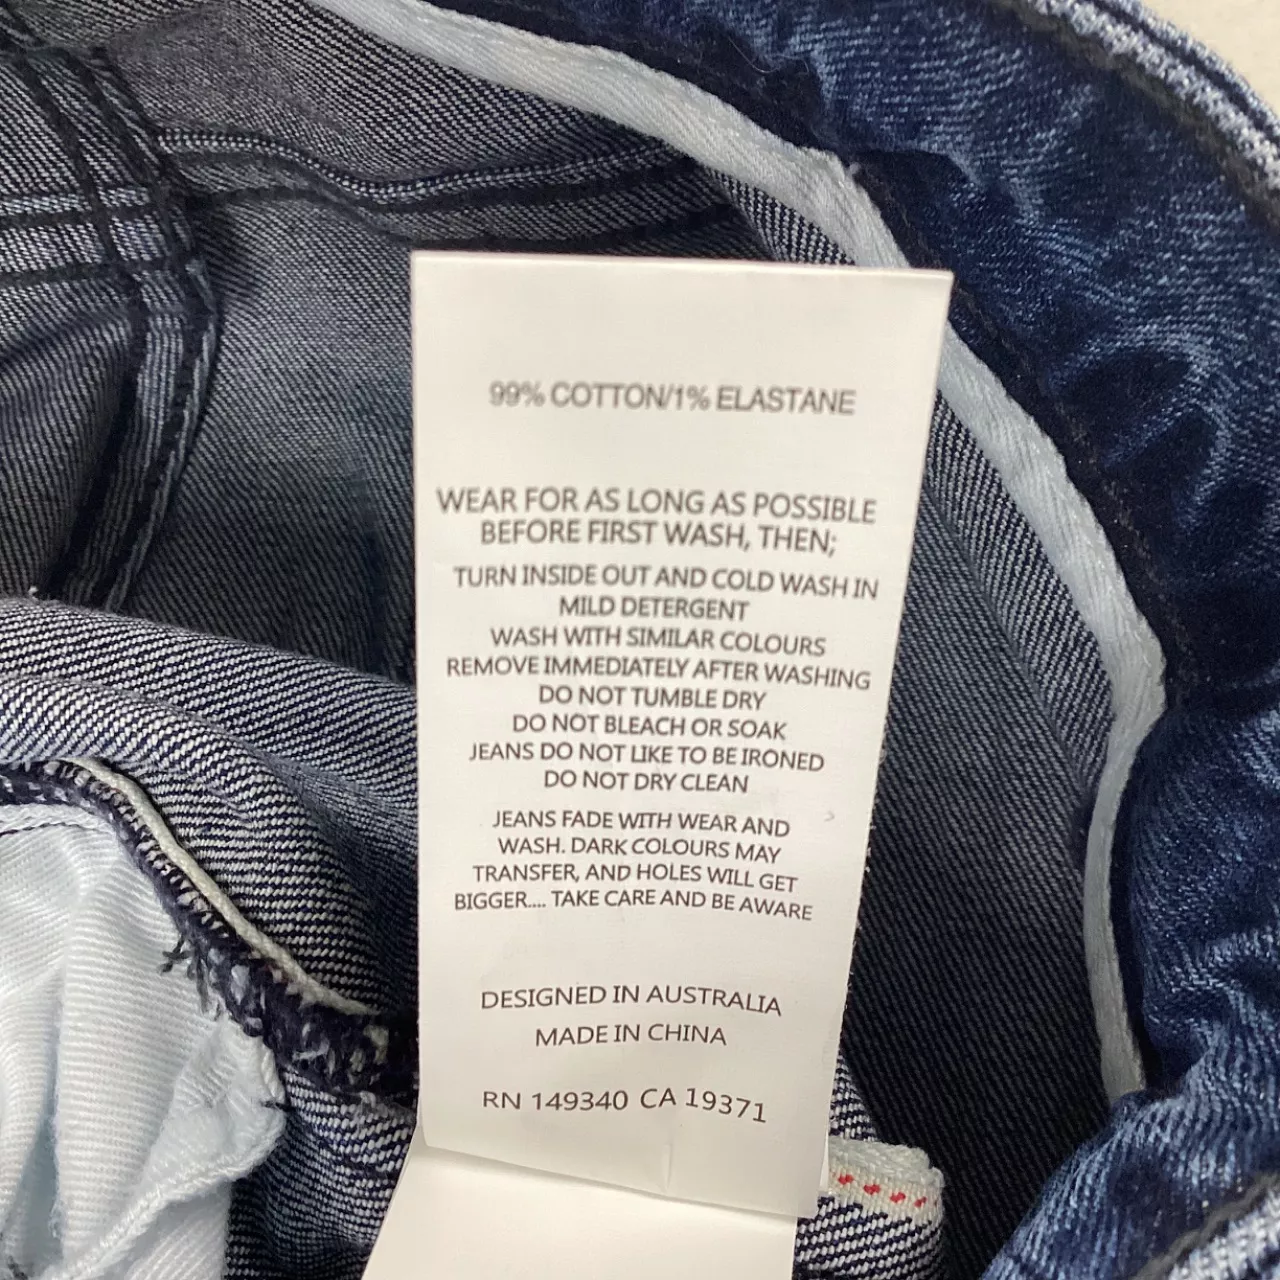 99% COTTON/1% ELASTANE
WEAR FOR AS LONG AS POSSIBLE
BEFORE FIRST WASH, THEN;
TURN INSIDE OUT AND COLD WASH IN
MILD DETERGENT
WASH WITH SIMILAR COLOURS
REMOVE IMMEDIATELY AFTER WASHING
DO NOT TUMBLE DRY
DO NOT BLEACH OR SOAK
JEANS DO NOT LIKE TO BE IRONED
DO NOT DRY CLEAN
JEANS FADE WITH WEAR AND
WASH. DARK COLOURS MAY
TRANSFER, AND HOLES WILL GET
BIGGER.... TAKE CARE AND BE AWARE
DESIGNED IN AUSTRALIA
MADE IN CHINA
RN 149340 CA 19371